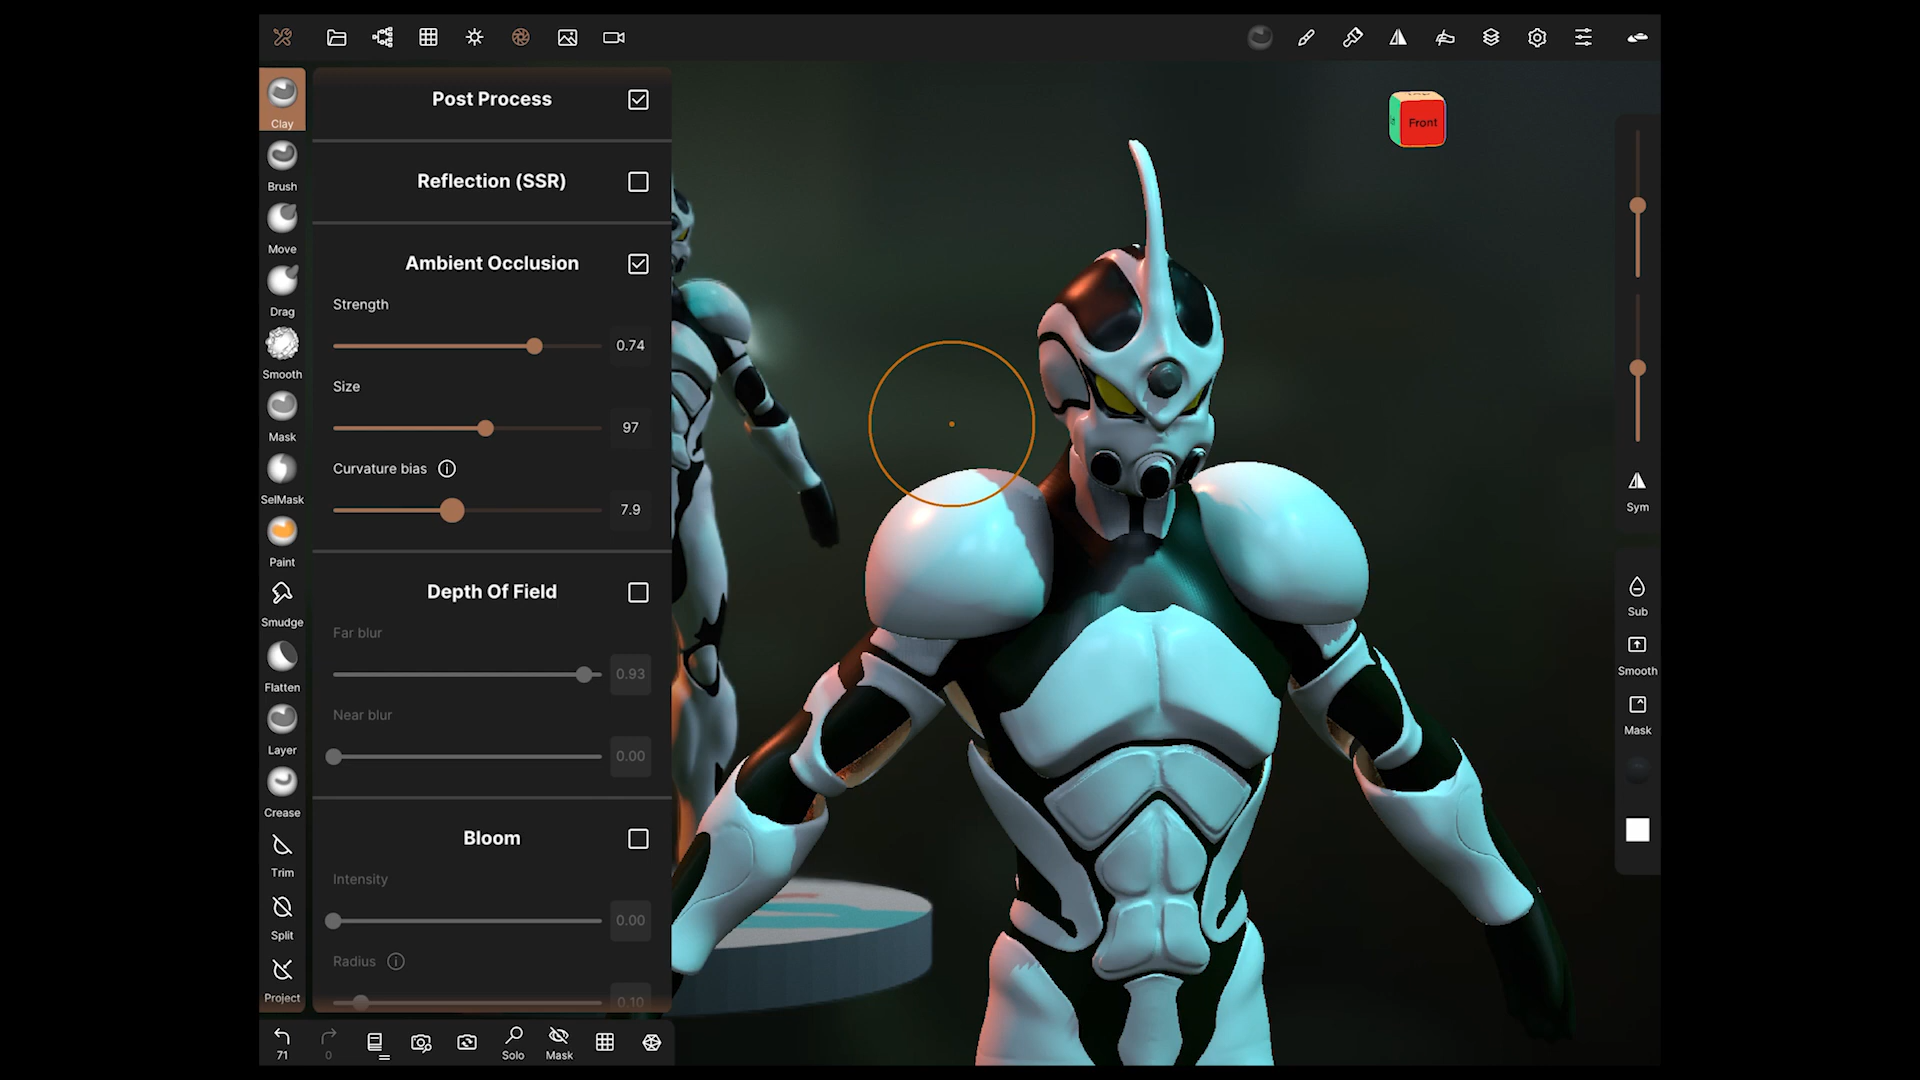 Clay
Brush
Move
Drag
Smooth
Mask
SelMask
Paint
Smudge
Flatten
Layer
Crease
Trim
Split
Project
Post Process
Reflection (SSR)
Ambient Occlusion
Strength
0.74
Size
97
Curvature bias
7.9
Depth Of Field
Far blur
0.93
Near blur
0.00
Bloom
Intensity
0.00
Radius
0.10
71
0
Solo
Mask
Front
Sym
Sub
Smooth
Mask